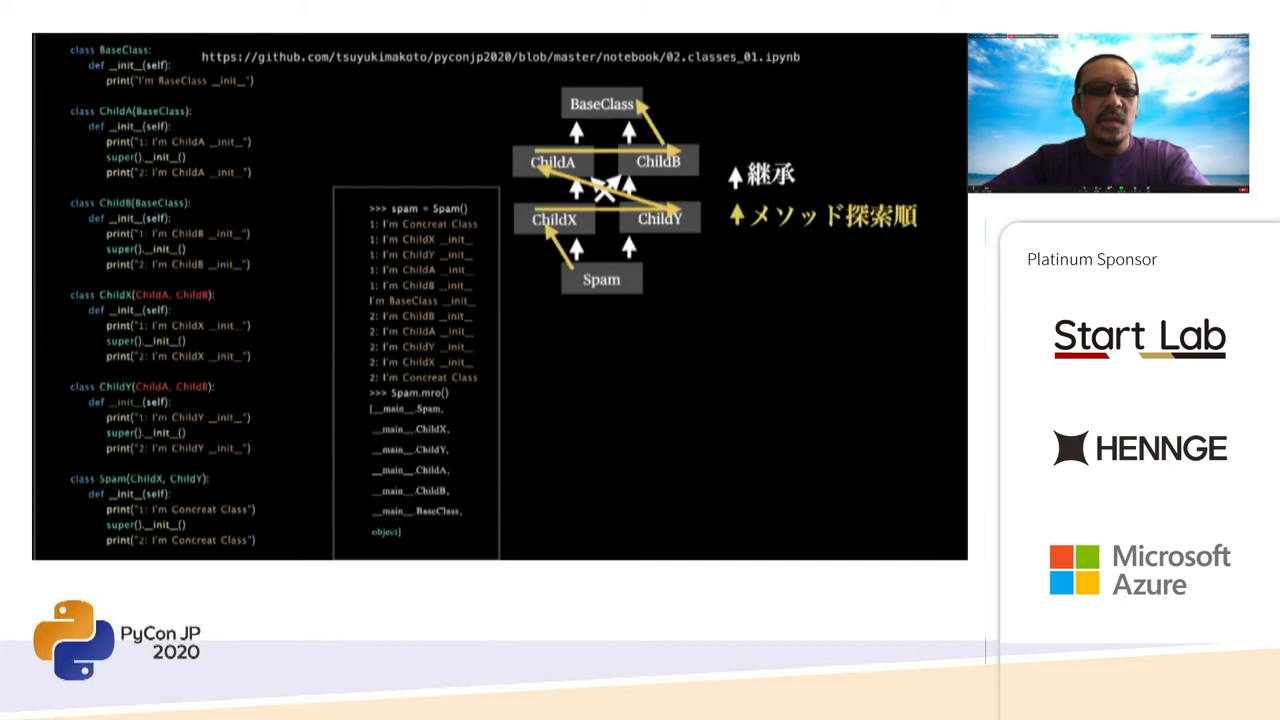 https://github.com/tsuyukimakoto/pyconjp2020/blob/master/notebook/02.classes_01.ipynb
class BaseClass:
def __init__(self):
print("I'm BaseClass __init__")
class ChildA(BaseClass):
def __init__(self):
print("1: I'm ChildA __init__")
super().__init__()
print("2: I'm ChildA __init__")
class ChildB(BaseClass):
def __init__(self):
print("1: I'm ChildB __init__")
super().__init__()
print("2: I'm ChildB __init__")
class ChildX(ChildA, ChildB):
def __init__(self):
print("1: I'm ChildX __init__")
super().__init__()
print("2: I'm ChildX __init__")
class ChildY(ChildA, ChildB):
def __init__(self):
print("1: I'm ChildY __init__")
super().__init__()
print("2: I'm ChildY __init__")
class Spam(ChildX, ChildY):
def __init__(self):
print("1: I'm Concreat Class")
super().__init__()
print("2: I'm Concreat Class")
>>> spam = Spam()
1: I'm Concreat Class
1: I'm ChildX __init__
1: I'm ChildY __init__
1: I'm ChildA __init__
1: I'm ChildB __init__
I'm BaseClass __init__
2: I'm ChildB __init__
2: I'm ChildA __init__
2: I'm ChildY __init__
2: I'm ChildX __init__
2: I'm Concreat Class
>>> Spam.mro()
[__main__.Spam,
__main__.ChildX,
__main__.ChildY,
__main__.ChildA,
__main__.ChildB,
__main__.BaseClass,
object]
BaseClass
ChildA
ChildB
ChildX
ChildY
Spam
継承
メソッド探索順
Platinum Sponsor
Start Lab
HENNGE
Microsoft
Azure
PyCon JP
2020